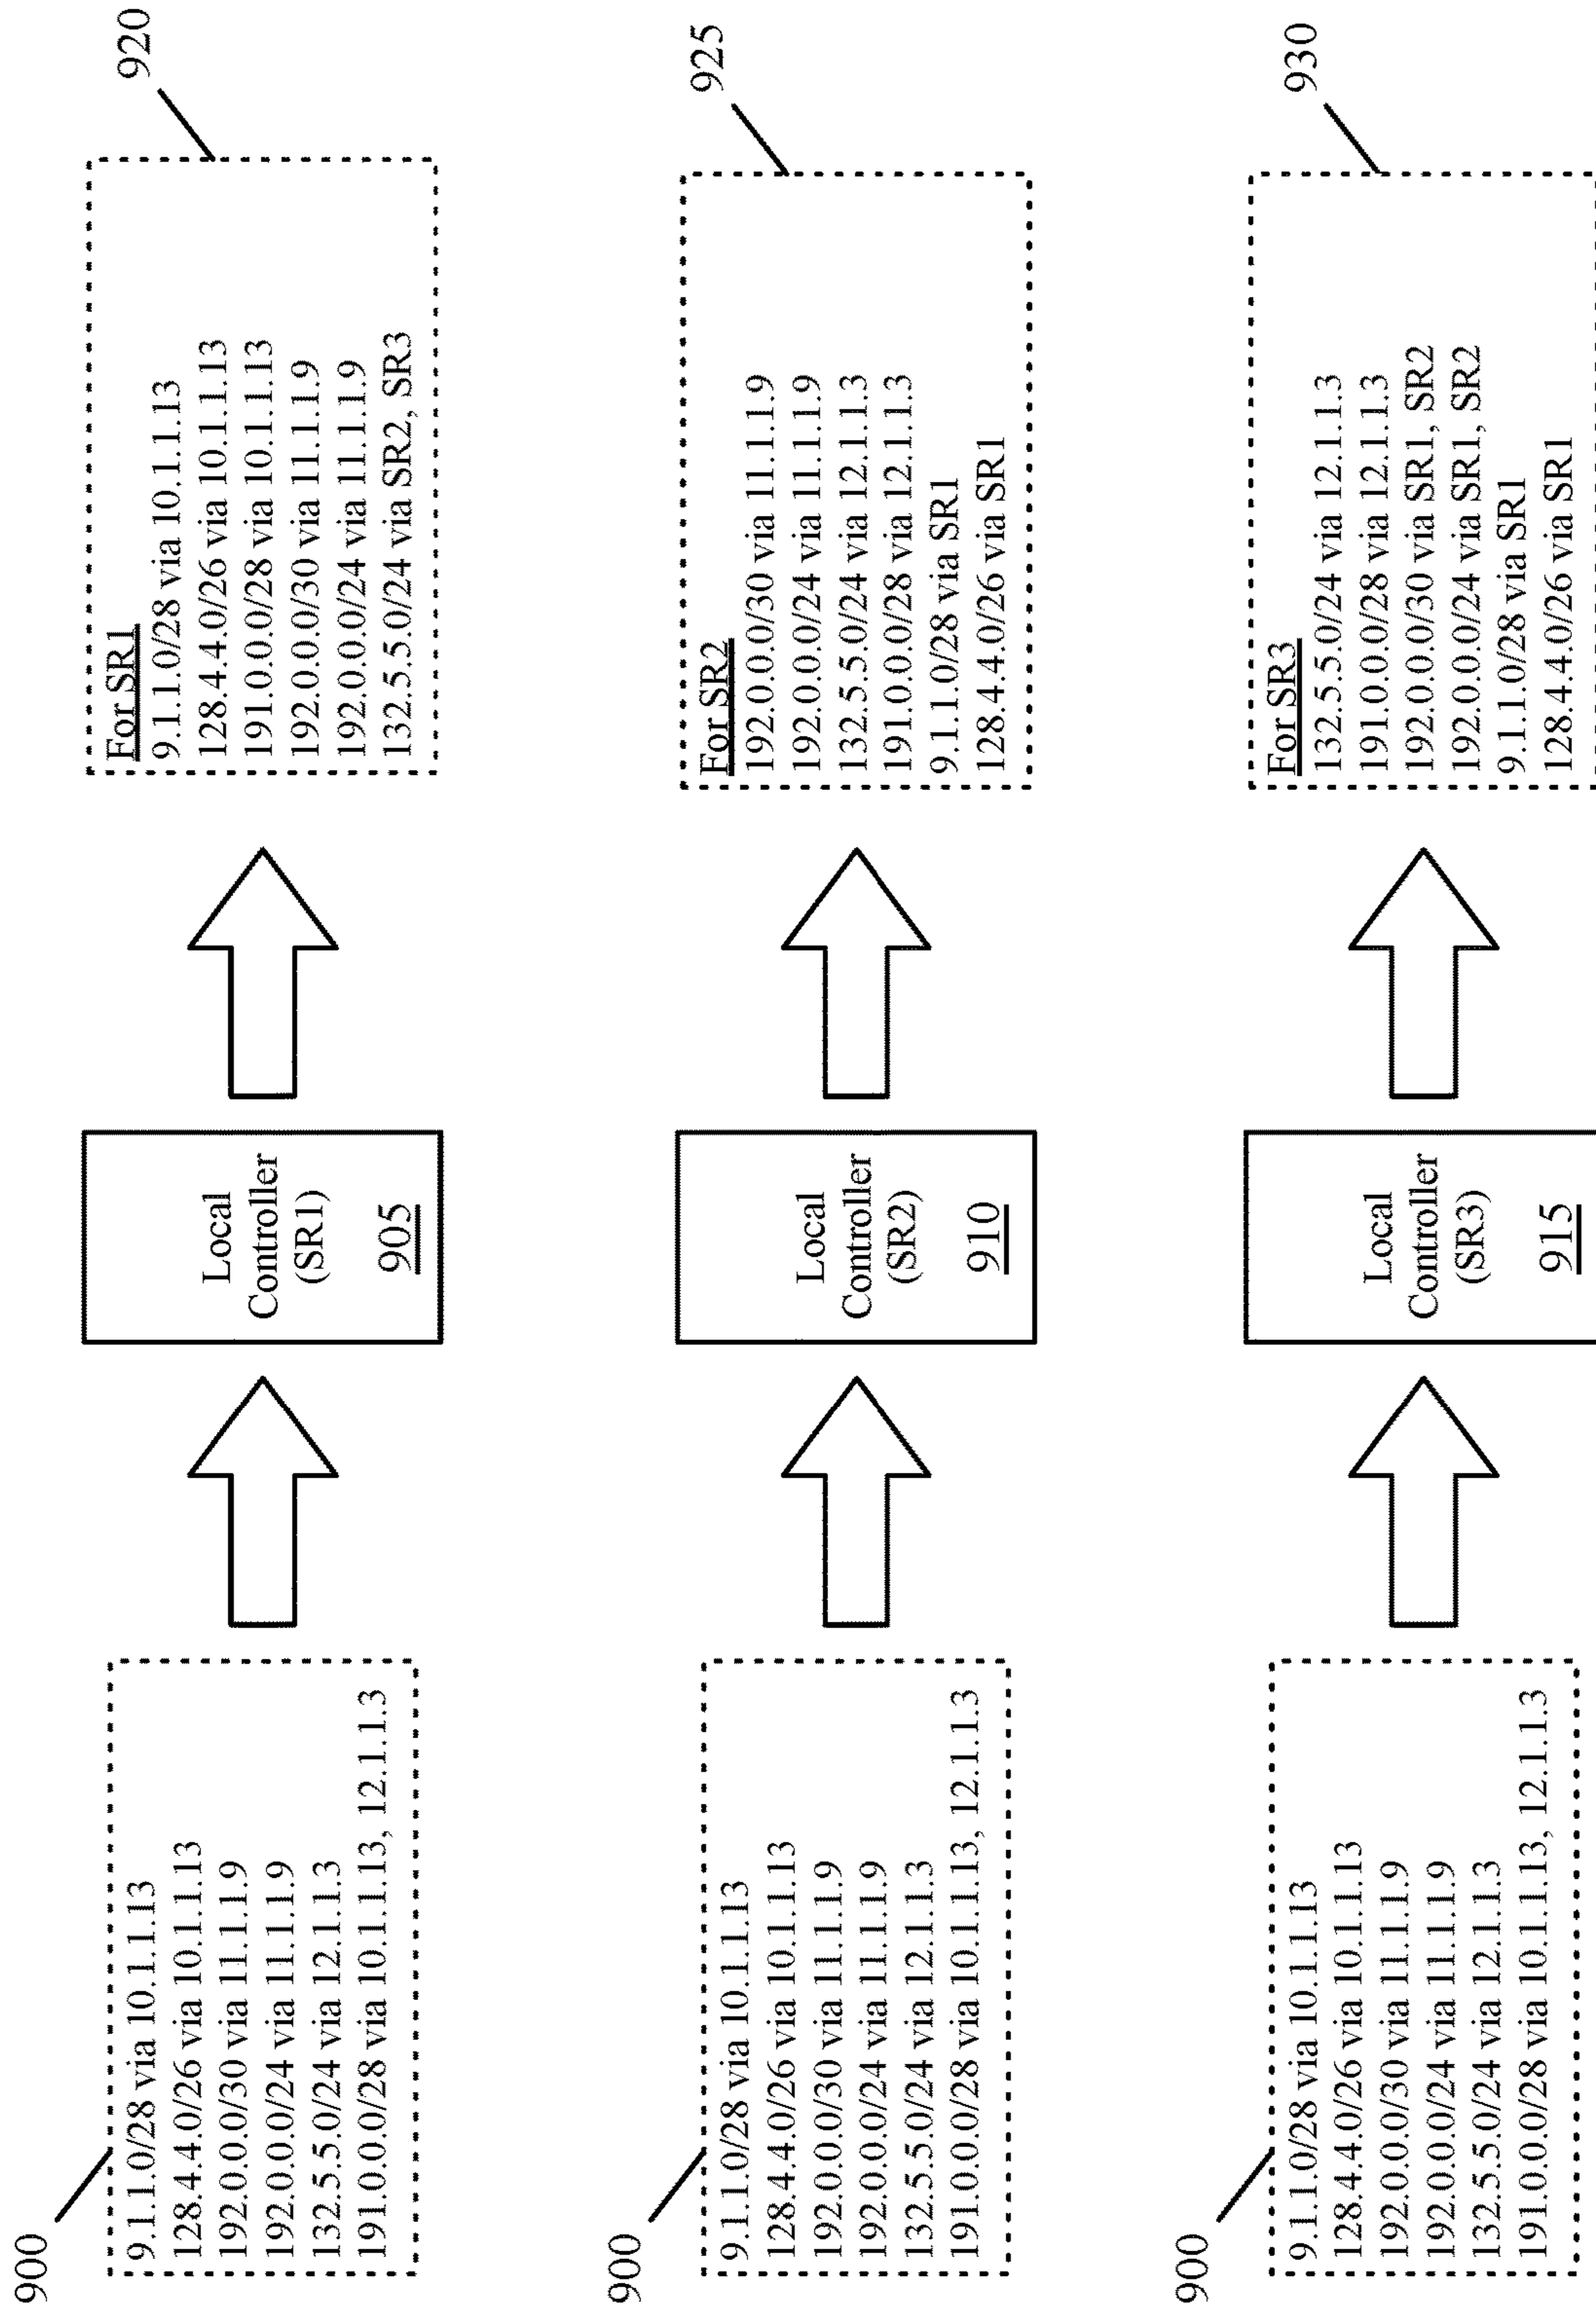 900
9.1.1.0/28 via 10.1.1.13
128.4.4.0/26 via 10.1.1.13
192.0.0.0/30 via 11.1.1.9
192.0.0.0/24 via 11.1.1.9
132.5.5.0/24 via 12.1.1.3
191.0.0.0/28 via 10.1.1.13, 12.1.1.3
Local
Controller
(SR1)
905
920
For SR1
9.1.1.0/28 via 10.1.1.13
128.4.4.0/26 via 10.1.1.13
191.0.0.0/28 via 10.1.1.13
192.0.0.0/30 via 11.1.1.9
192.0.0.0/24 via 11.1.1.9
132.5.5.0/24 via SR2, SR3
900
9.1.1.0/28 via 10.1.1.13
128.4.4.0/26 via 10.1.1.13
192.0.0.0/30 via 11.1.1.9
192.0.0.0/24 via 11.1.1.9
132.5.5.0/24 via 12.1.1.3
191.0.0.0/28 via 10.1.1.13, 12.1.1.3
Local
Controller
(SR2)
910
925
For SR2
192.0.0.0/30 via 11.1.1.9
192.0.0.0/24 via 11.1.1.9
132.5.5.0/24 via 12.1.1.3
191.0.0.0/28 via 12.1.1.3
9.1.1.0/28 via SR1
128.4.4.0/26 via SR1
900
9.1.1.0/28 via 10.1.1.13
128.4.4.0/26 via 10.1.1.13
192.0.0.0/30 via 11.1.1.9
192.0.0.0/24 via 11.1.1.9
132.5.5.0/24 via 12.1.1.3
191.0.0.0/28 via 10.1.1.13, 12.1.1.3
Local
Controller
(SR3)
915
930
For SR3
132.5.5.0/24 via 12.1.1.3
191.0.0.0/28 via 12.1.1.3
192.0.0.0/30 via SR1, SR2
192.0.0.0/24 via SR1, SR2
9.1.1.0/28 via SR1
128.4.4.0/26 via SR1